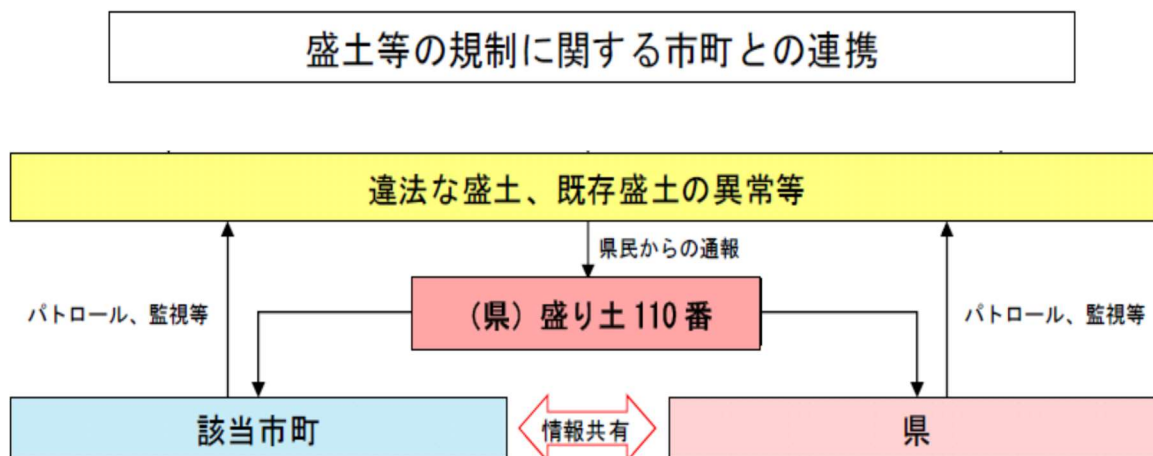 盛土等の規制に関する市町との連携
違法な盛土、既存盛土の異常等
県民からの通報
パトロール、監視等
(県)盛り土110番
パトロール、監視等
該当市町
情報共有
県